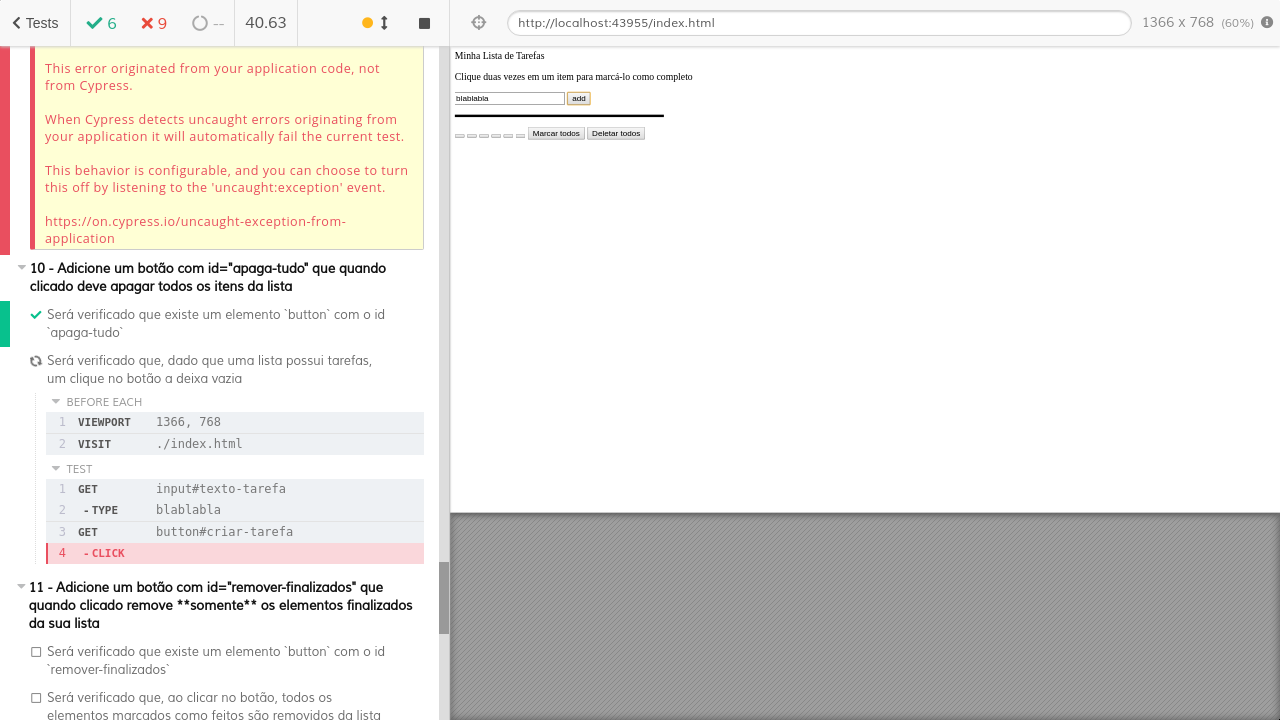 Tests
6
9
--
40.63
http://localhost:43955/index.html
1366 x 768 (60%)
This error originated from your application code, not
from Cypress.
When Cypress detects uncaught errors originating from
your application it will automatically fail the current test.
This behavior is configurable, and you can choose to turn
this off by listening to the 'uncaught:exception' event.
https://on.cypress.io/uncaught-exception-from-
application
10 - Adicione um botão com id="apaga-tudo" que quando
clicado deve apagar todos os itens da lista
Será verificado que existe um elemento `button` com o id
`apaga-tudo`
Será verificado que, dado que uma lista possui tarefas,
um clique no botão a deixa vazia
BEFORE EACH
1 VIEWPORT 1366, 768
2 VISIT ./index.html
TEST
1 GET input#texto-tarefa
2 -TYPE blablabla
3 GET button#criar-tarefa
4 -CLICK
11 - Adicione um botão com id="remover-finalizados" que
quando clicado remove **somente** os elementos finalizados
da sua lista
Será verificado que existe um elemento `button` com o id
`remover-finalizados`
Será verificado que, ao clicar no botão, todos os
elementos marcados como feitos são removidos da lista
Minha Lista de Tarefas
Clique duas vezes em um item para marcá-lo como completo
blablabla
add
Marcar todos
Deletar todos